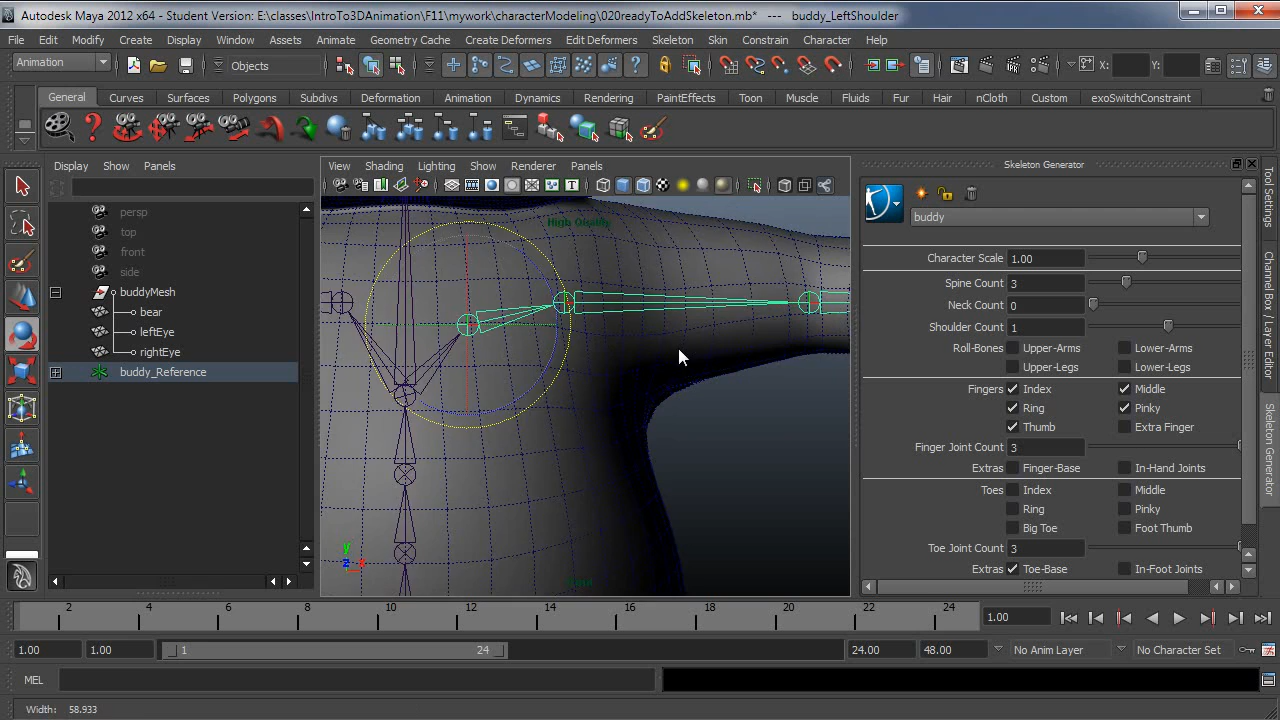 Autodesk Maya 2012 x64 - Student Version: E:\classes\IntroTo3DAnimation\F11\mywork\characterModeling\020readyToAddSkeleton.mb* --- buddy_LeftShoulder
File Edit Modify Create Display Window Assets Animate Geometry Cache Create Deformers Edit Deformers Skeleton Skin Constrain Character Help
Animation Objects X: Y:
General Curves Surfaces Subdivs Polygons Deformation Animation Dynamics Rendering PaintEffects Toon Muscle Fluids Fur Hair nCloth Custom exoSwitchConstraint
Display Show Panels
View Shading Lighting Show Renderer Panels
Skeleton Generator
persp
top
front
side
buddyMesh
bear
leftEye
rightEye
buddy_Reference
High Quality
y
z x
buddy
Character Scale 1.00
Spine Count 3
Neck Count 0
Shoulder Count 1
Roll-Bones Upper-Arms Lower-Arms
Upper-Legs Lower-Legs
Fingers Index Middle
Ring Pinky
Thumb Extra Finger
Finger Joint Count 3
Extras Finger-Base In-Hand Joints
Toes Index Middle
Ring Pinky
Big Toe Foot Thumb
Toe Joint Count 3
Extras Toe-Base In-Foot Joints
Tool Settings
Channel Box / Layer Editor
Skeleton Generator
2 4 6 8 10 12 14 16 18 20 22 24 1.00
1.00 1.00 1 24 24.00 48.00 No Anim Layer No Character Set
MEL
Width: 58.933